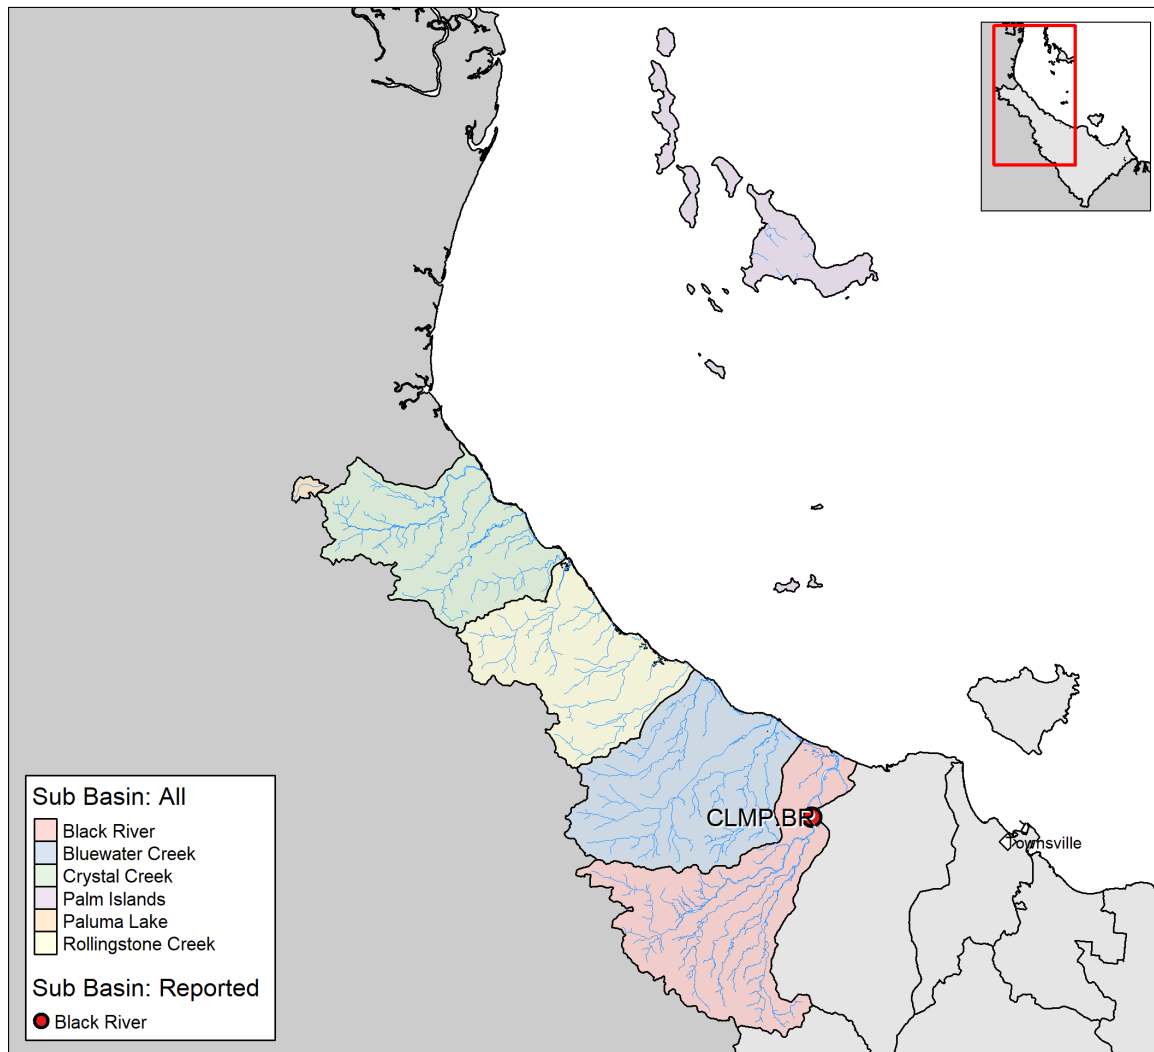 CLMP.BR
Townsville
Sub Basin: All
Black River
Bluewater Creek
Crystal Creek
Palm Islands
Paluma Lake
Rollingstone Creek
Sub Basin: Reported
Black River